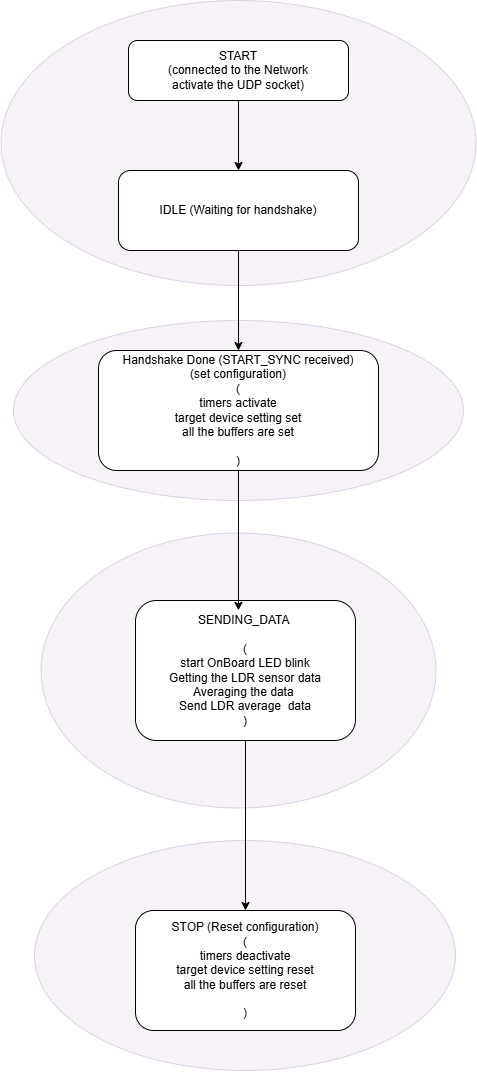 START
(connected to the Network
activate the UDP socket)
IDLE (Waiting for handshake)
Handshake Done (START_SYNC received)
(set configuration)
(
timers activate
target device setting set
all the buffers are set
)
SENDING_DATA
(
start OnBoard LED blink
Getting the LDR sensor data
Averaging the data
Send LDR average  data
)
STOP (Reset configuration)
(
timers deactivate
target device setting reset
all the buffers are reset
)